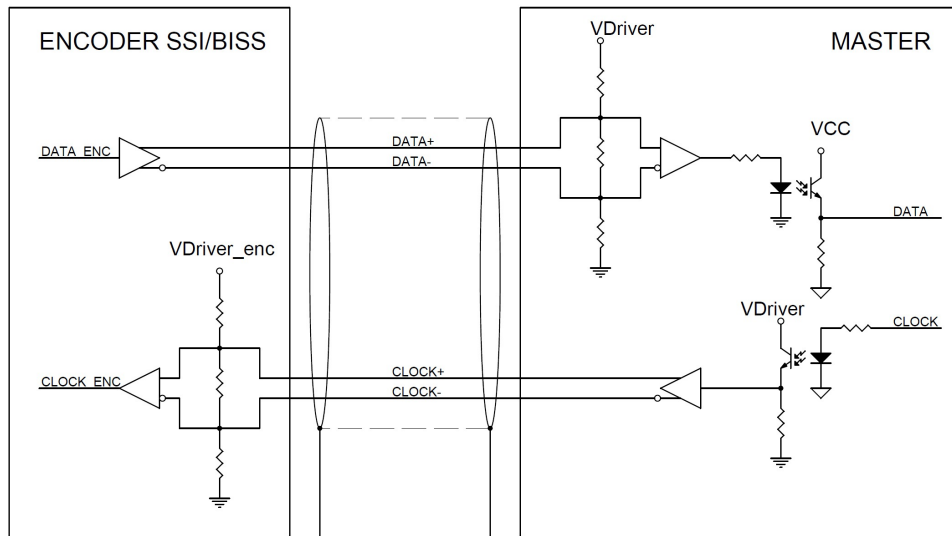 ENCODER SSI/BISS
MASTER
VDriver
VCC
DATA_ENC
DATA+
DATA-
DATA
VDriver_enc
VDriver
CLOCK
CLOCK_ENC
CLOCK+
CLOCK-